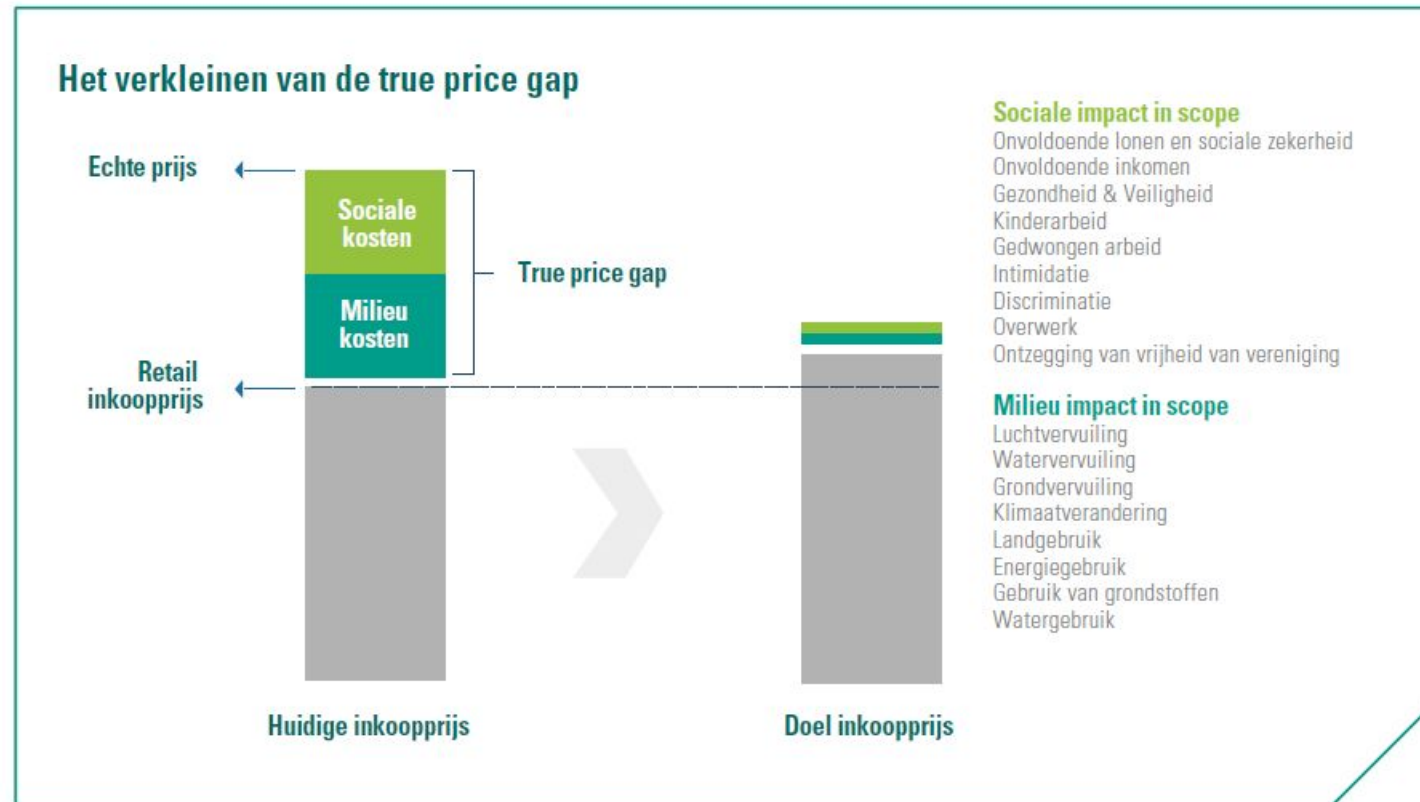 Het verkleinen van de true price gap
Echte prijs
Sociale
kosten
Milieu
kosten
True price gap
Retail
inkoopprijs
Huidige inkoopprijs
Doel inkoopprijs
Sociale impact in scope
Onvoldoende lonen en sociale zekerheid
Onvoldoende inkomen
Gezondheid & Veiligheid
Kinderarbeid
Gedwongen arbeid
Intimidatie
Discriminatie
Overwerk
Ontzegging van vrijheid van vereniging
Milieu impact in scope
Luchtvervuiling
Watervervuiling
Grondvervuiling
Klimaatverandering
Landgebruik
Energiegebruik
Gebruik van grondstoffen
Watergebruik